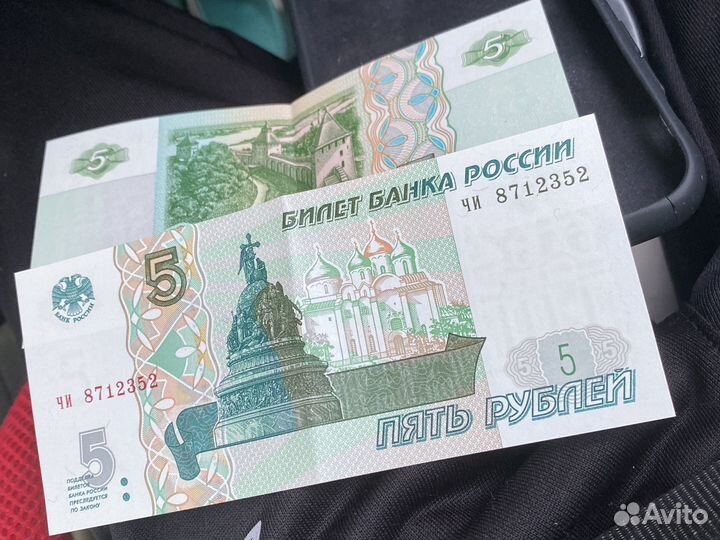 5
5
БИЛЕТ БАНКА РОССИИ
ЧИ 8712352
5
БАНК РОССИИ
ЧИ 8712352
5
5
5
5
ПЯТЬ РУБЛЕЙ
ПОДДЕЛКА
БИЛЕТОВ
БАНКА РОССИИ
ПРЕСЛЕДУЕТСЯ
ПО ЗАКОНУ
Avito